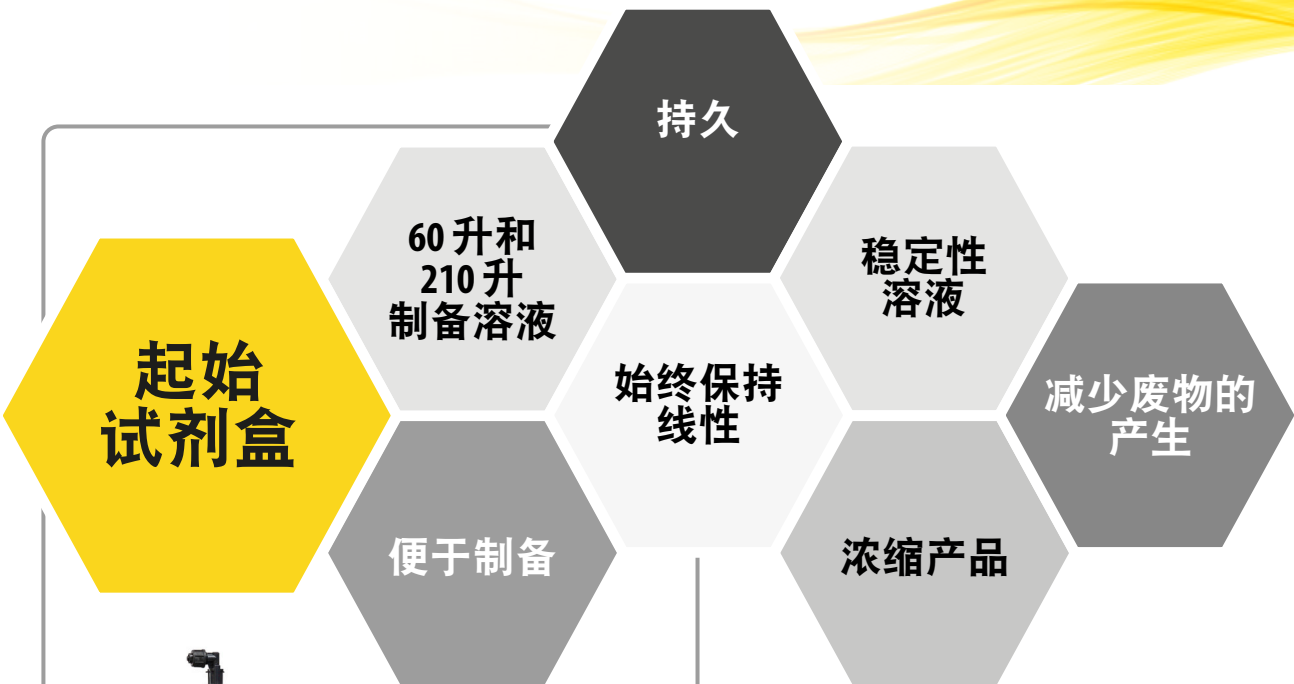 持久
60 升和
210 升
制备溶液
稳定性
溶液
起始
试剂盒
始终保持
线性
减少废物的
产生
便于制备
浓缩产品